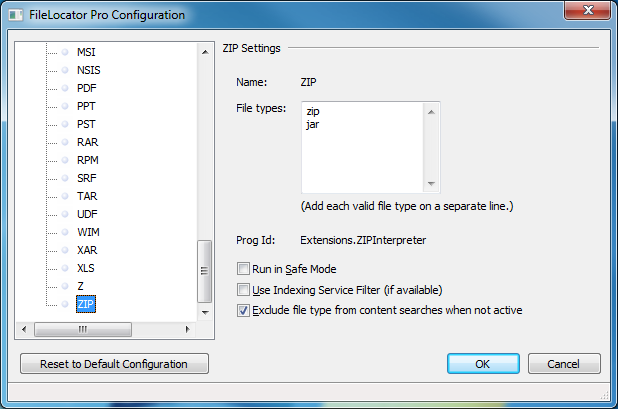 FileLocator Pro Configuration
MSI
NSIS
PDF
PPT
PST
RAR
RPM
SRF
TAR
UDF
WIM
XAR
XLS
Z
ZIP
ZIP Settings
Name: ZIP
File types:
zip
jar
(Add each valid file type on a separate line.)
Prog Id: Extensions.ZIPInterpreter
Run in Safe Mode
Use Indexing Service Filter (if available)
Exclude file type from content searches when not active
Reset to Default Configuration
OK
Cancel